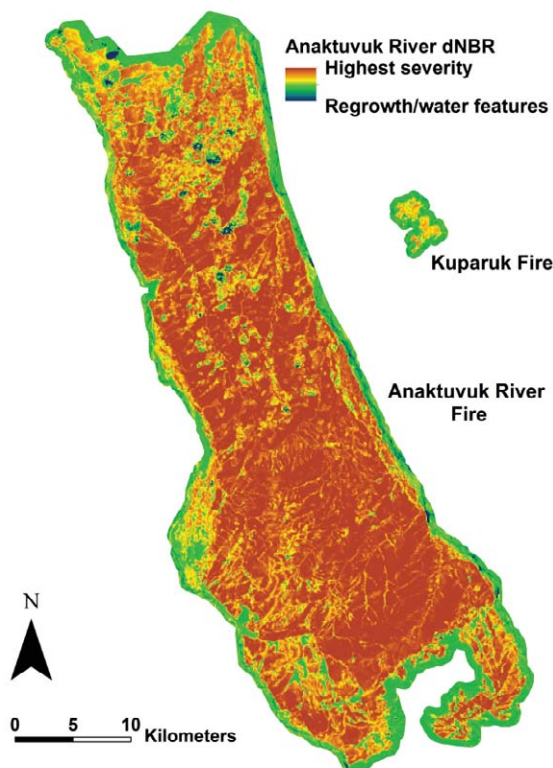 Anaktuvuk River dNBR
Highest severity
Regrowth/water features
Kuparuk Fire
Anaktuvuk River
Fire
N
0 5 10 Kilometers